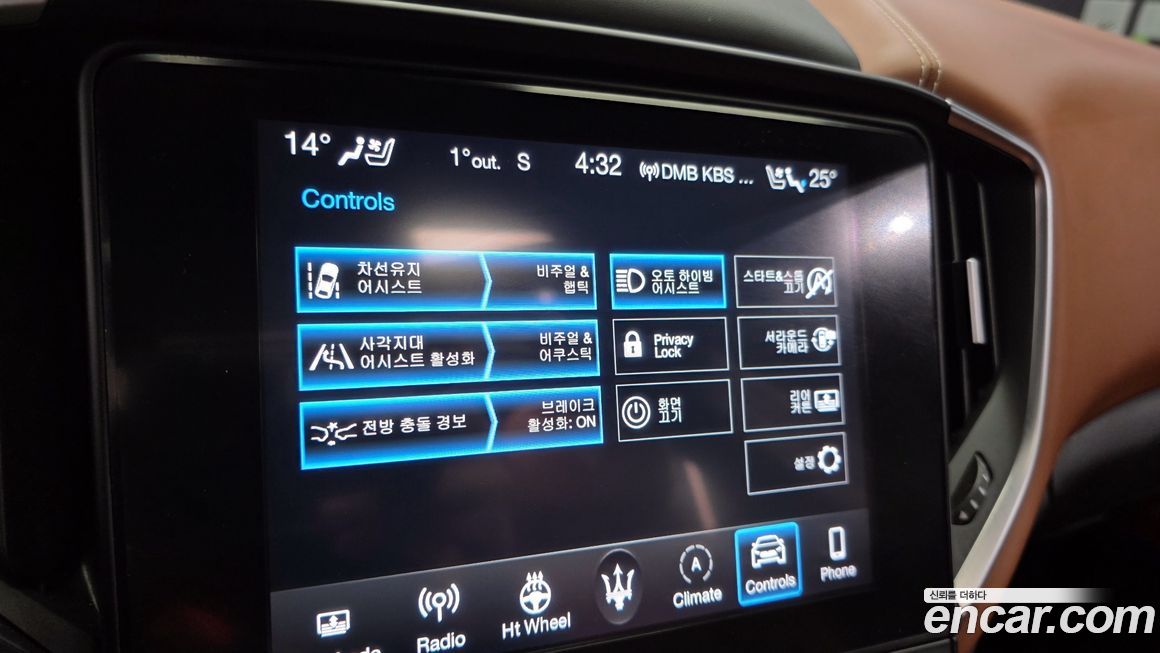 14° 1°out. S 4:32 DMB KBS ... 25°
Controls
차선유지
어시스트
비주얼 &
햅틱
오토 하이빔
어시스트
스타트&스톱
끄기
사각지대
어시스트 활성화
비주얼 &
어쿠스틱
Privacy
Lock
서라운드
카메라
전방 충돌 경보
브레이크
활성화: ON
화면
끄기
리어
커튼
설정
Radio
Ht Wheel
Climate
Controls
Phone
신뢰를 더하다
encar.com